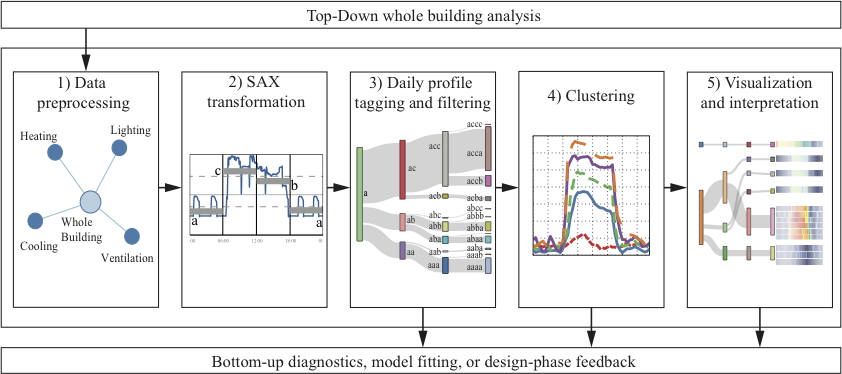 Top-Down whole building analysis
1) Data
preprocessing
Heating
Lighting
Whole
Building
Cooling
Ventilation
2) SAX
transformation
c
b
a
a
00
06:00
12:00
18:00
00
3) Daily profile
tagging and filtering
a
ac
ab
aa
acc
acb
abc
abb
aba
aab
aaa
accc
acca
accb
acba
abbb
abba
abaa
aaba
aaab
aaaa
4) Clustering
5) Visualization
and interpretation
Bottom-up diagnostics, model fitting, or design-phase feedback